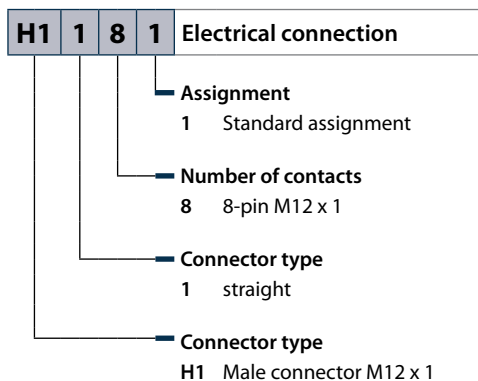 H1 1 8 1 Electrical connection
Assignment
1 Standard assignment
Number of contacts
8 8-pin M12 x 1
Connector type
1 straight
Connector type
H1 Male connector M12 x 1